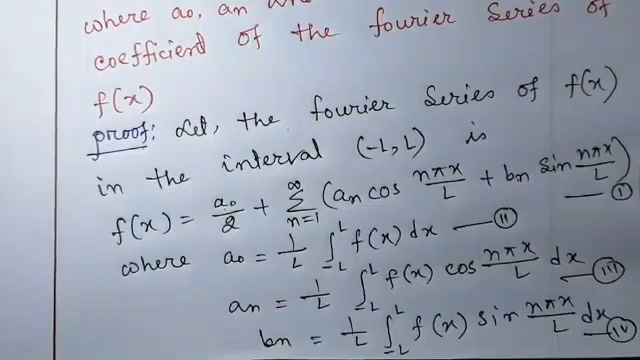 where ao, an
coefficient of the fourier series of
f(x)
proof: Let, the fourier series of f(x)
in the interval (-L, L) is
f(x) = a₀/2 + ∞ Σ n=1 (an cos nπx/L + bn sin nπx/L) — (I)
where a₀ = 1/L ∫_-L^L f(x) dx — (II)
an = 1/L ∫_-L^L f(x) cos nπx/L dx — (III)
bn = 1/L ∫_-L^L f(x) sin nπx/L dx — (IV)